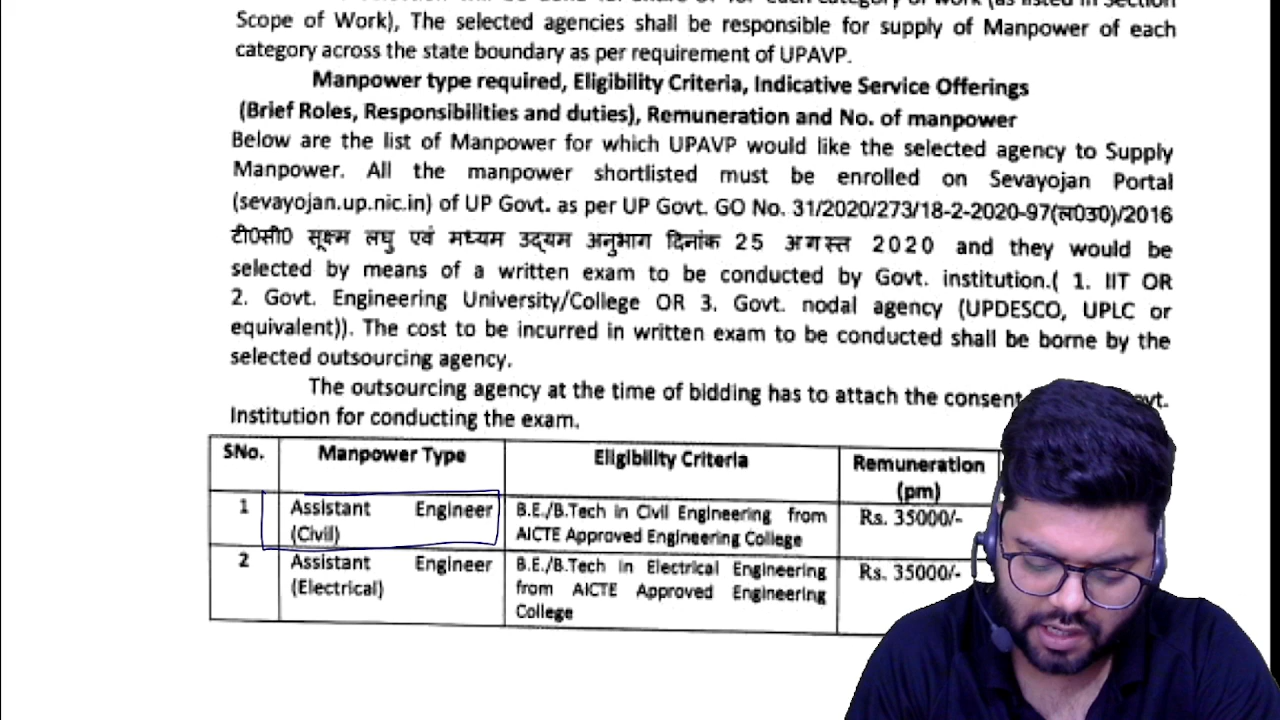 Scope of Work), The selected agencies shall be responsible for supply of Manpower of each
category across the state boundary as per requirement of UPAVP.
Manpower type required, Eligibility Criteria, Indicative Service Offerings
(Brief Roles, Responsibilities and duties), Remuneration and No. of manpower
Below are the list of Manpower for which UPAVP would like the selected agency to Supply
Manpower. All the manpower shortlisted must be enrolled on Sevayojan Portal
(sevayojan.up.nic.in) of UP Govt. as per UP Govt. GO No. 31/2020/273/18-2-2020-97(ल0उ0)/2016
टी0सी0 सूक्ष्म लघु एवं मध्यम उद्यम अनुभाग दिनांक 25 अगस्त 2020 and they would be
selected by means of a written exam to be conducted by Govt. institution.( 1. IIT OR
2. Govt. Engineering University/College OR 3. Govt. nodal agency (UPDESCO, UPLC or
equivalent)). The cost to be incurred in written exam to be conducted shall be borne by the
selected outsourcing agency.
The outsourcing agency at the time of bidding has to attach the consent
Institution for conducting the exam.
SNo. Manpower Type Eligibility Criteria Remuneration
(pm)
1 Assistant Engineer B.E./B.Tech in Civil Engineering from Rs. 35000/-
(Civil) AICTE Approved Engineering College
2 Assistant Engineer B.E./B.Tech in Electrical Engineering Rs. 35000/-
(Electrical) from AICTE Approved Engineering
College